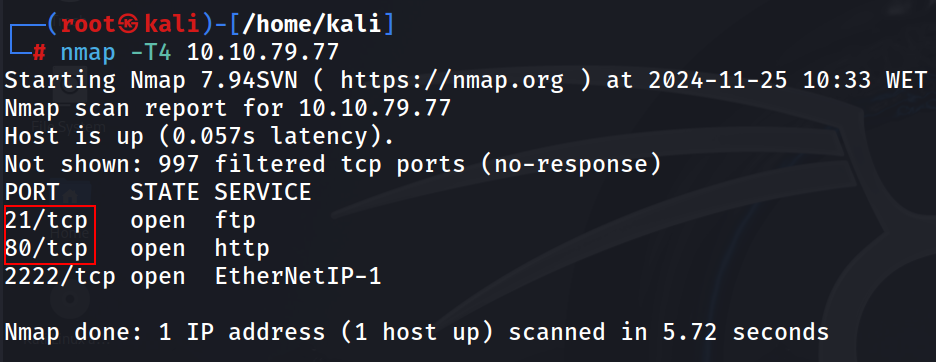 ┌──(root㉿kali)-[/home/kali]
└─# nmap -T4 10.10.79.77
Starting Nmap 7.94SVN ( https://nmap.org ) at 2024-11-25 10:33 WET
Nmap scan report for 10.10.79.77
Host is up (0.057s latency).
Not shown: 997 filtered tcp ports (no-response)
PORT     STATE SERVICE
21/tcp   open  ftp
80/tcp   open  http
2222/tcp open  EtherNetIP-1
Nmap done: 1 IP address (1 host up) scanned in 5.72 seconds